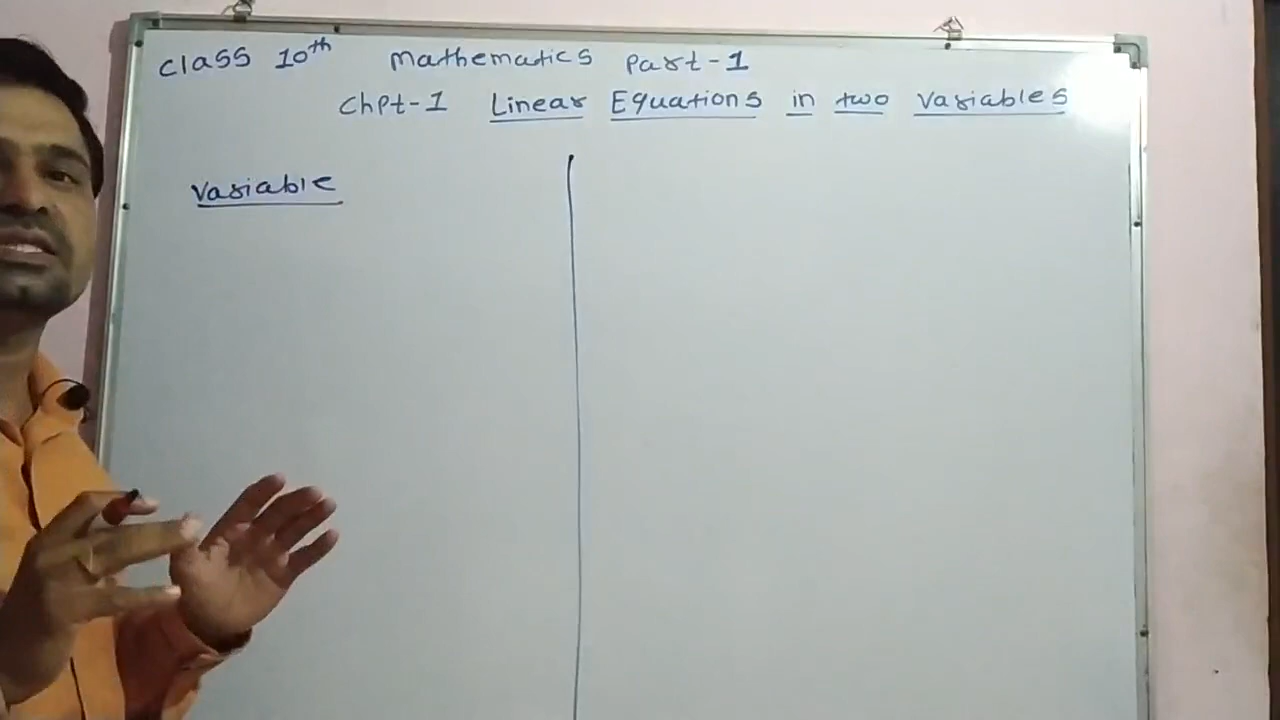 Class 10th Mathematics Part-1
Chpt-1 Linear Equations in two Variables
Variable